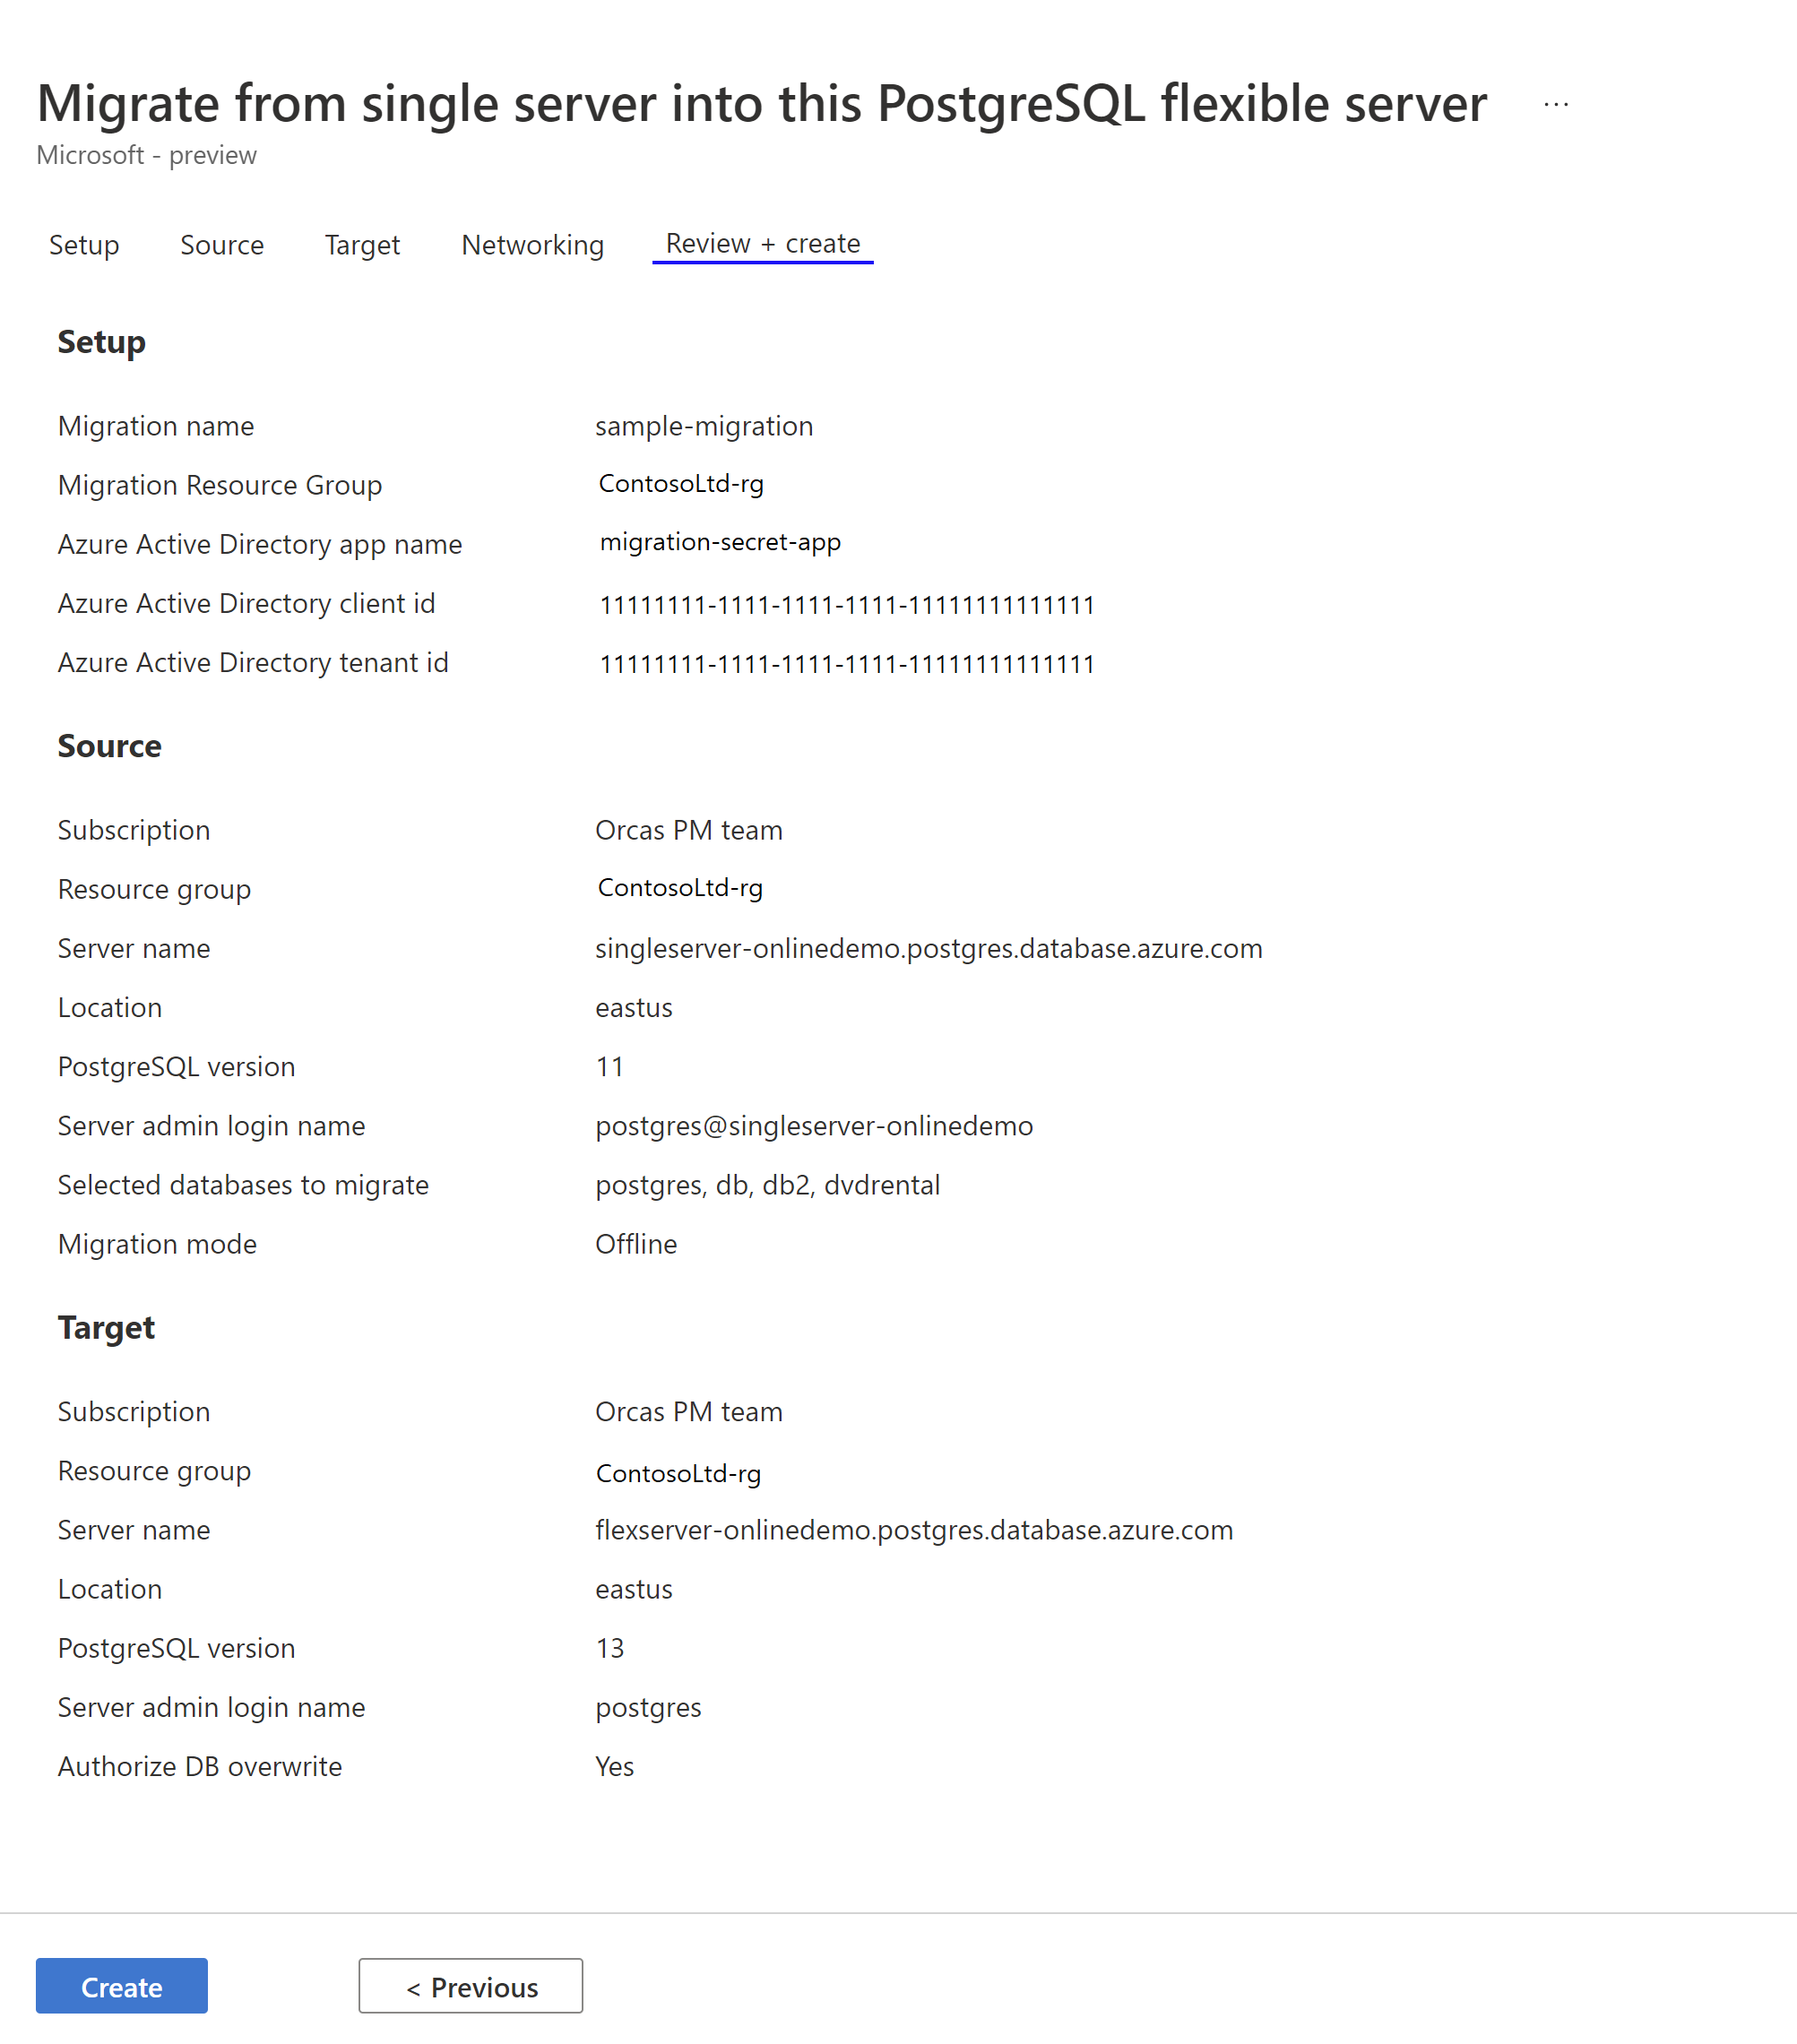 Migrate from single server into this PostgreSQL flexible server ...
Microsoft - preview
Setup Source Target Networking Review + create
Setup
Migration name sample-migration
Migration Resource Group ContosoLtd-rg
Azure Active Directory app name migration-secret-app
Azure Active Directory client id 11111111-1111-1111-1111-11111111111111
Azure Active Directory tenant id 11111111-1111-1111-1111-11111111111111
Source
Subscription Orcas PM team
Resource group ContosoLtd-rg
Server name singleserver-onlinedemo.postgres.database.azure.com
Location eastus
PostgreSQL version 11
Server admin login name postgres@singleserver-onlinedemo
Selected databases to migrate postgres, db, db2, dvdrental
Migration mode Offline
Target
Subscription Orcas PM team
Resource group ContosoLtd-rg
Server name flexserver-onlinedemo.postgres.database.azure.com
Location eastus
PostgreSQL version 13
Server admin login name postgres
Authorize DB overwrite Yes
Create < Previous